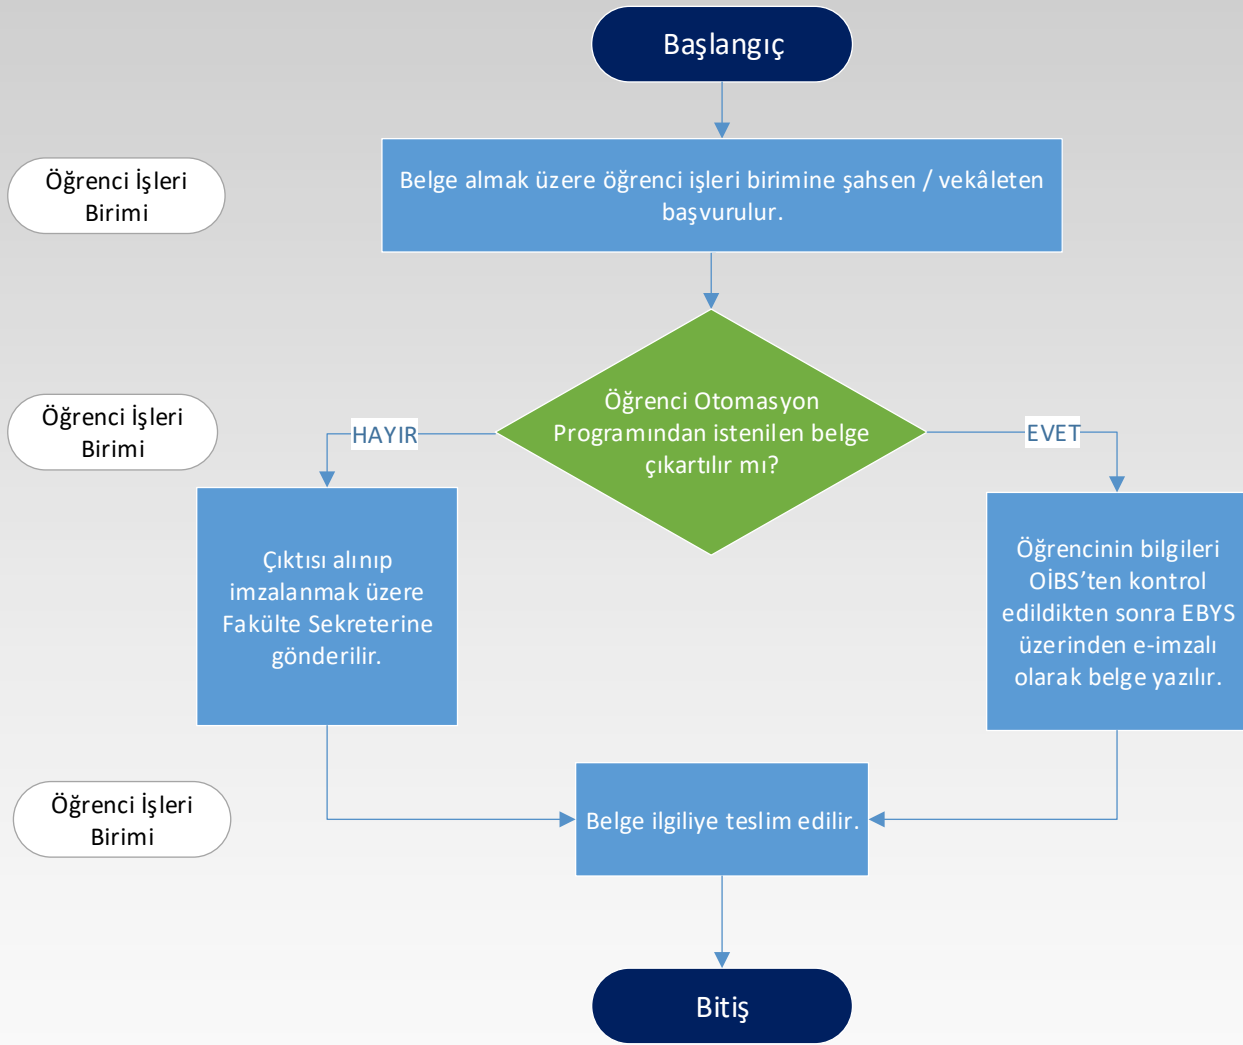 Başlangıç
Öğrenci İşleri
Birimi
Belge almak üzere öğrenci işleri birimine şahsen / vekâleten
başvurulur.
Öğrenci İşleri
Birimi
Öğrenci Otomasyon
Programından istenilen belge
çıkartılır mı?
HAYIR
EVET
Çıktısı alınıp
imzalanmak üzere
Fakülte Sekreterine
gönderilir.
Öğrencinin bilgileri
OİBS’ten kontrol
edildikten sonra EBYS
üzerinden e-imzalı
olarak belge yazılır.
Öğrenci İşleri
Birimi
Belge ilgiliye teslim edilir.
Bitiş